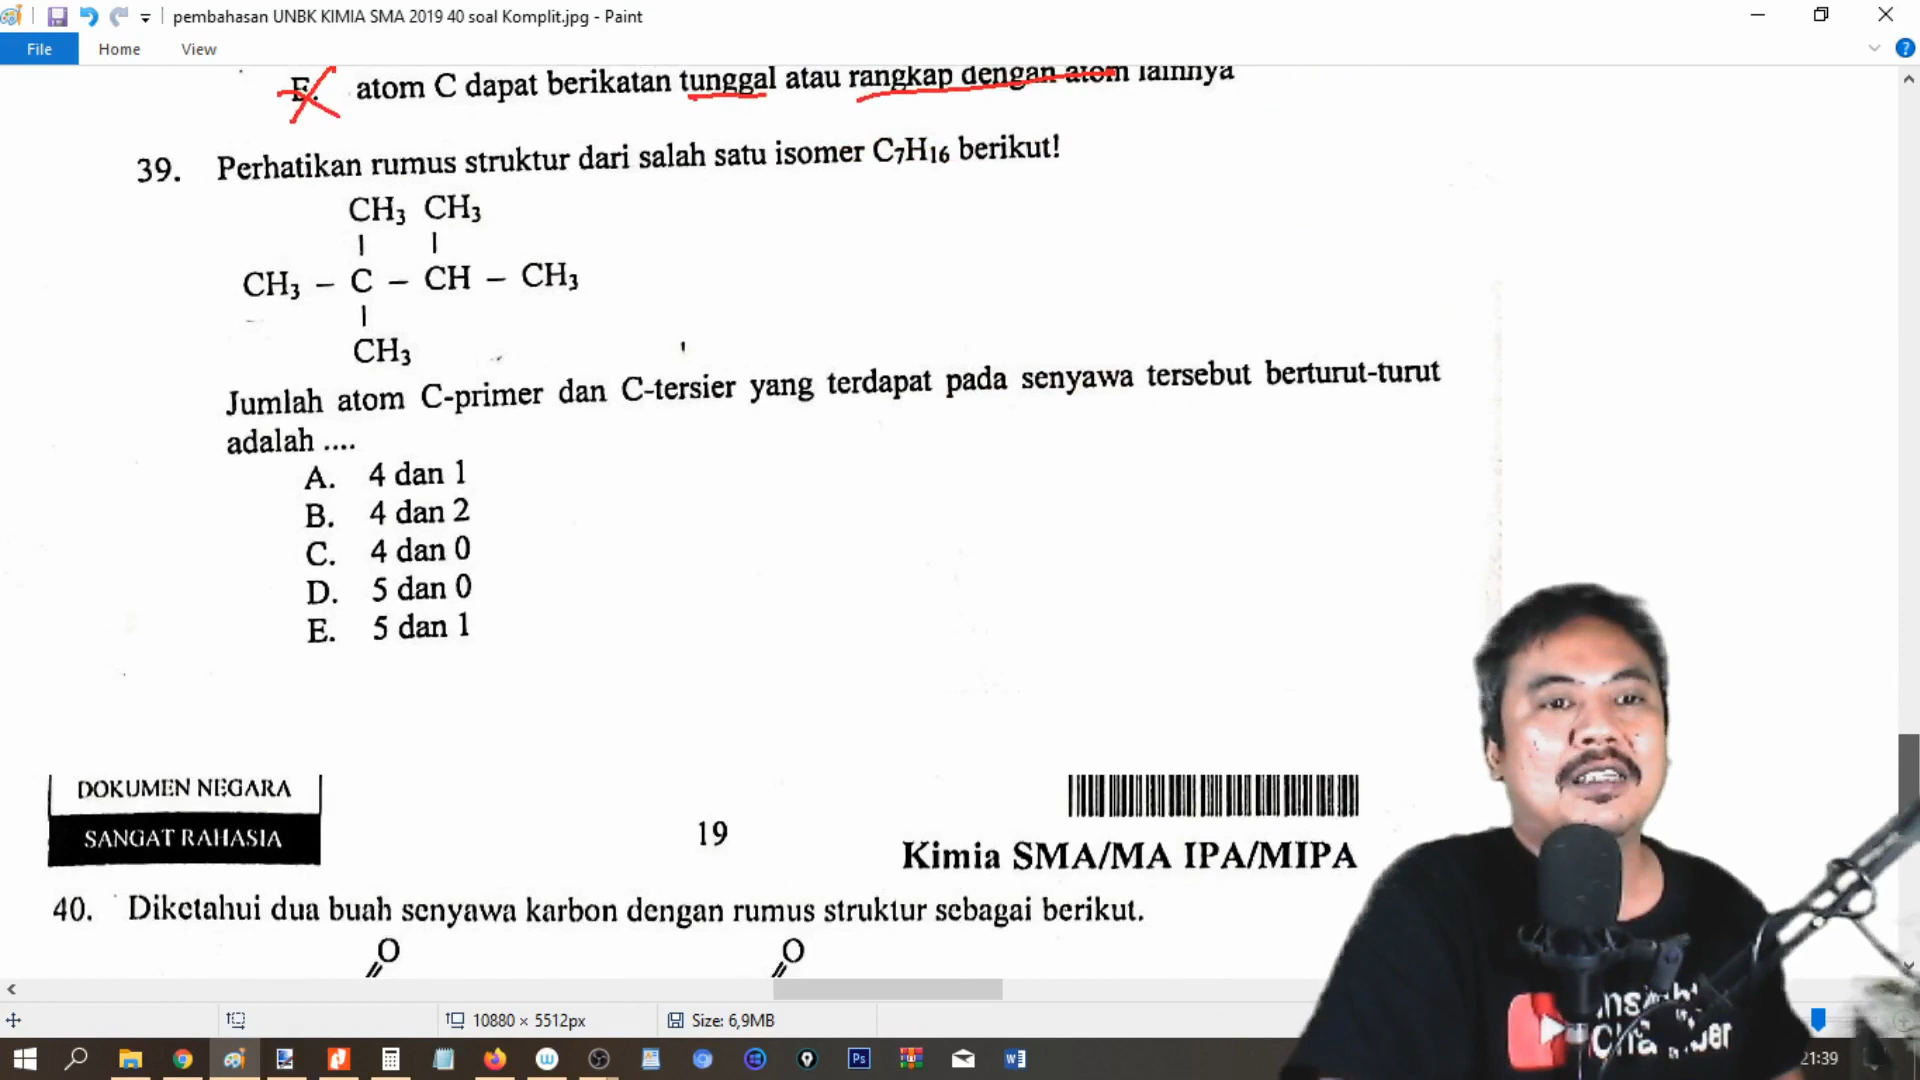 pembahasan UNBK KIMIA SMA 2019 40 soal Komplit.jpg - Paint
File Home View
E. atom C dapat berikatan tunggal atau rangkap dengan atom lainnya
39. Perhatikan rumus struktur dari salah satu isomer C₇H₁₆ berikut!
CH₃ CH₃
CH₃ – C – CH – CH₃
CH₃
Jumlah atom C-primer dan C-tersier yang terdapat pada senyawa tersebut berturut-turut
adalah ....
A. 4 dan 1
B. 4 dan 2
C. 4 dan 0
D. 5 dan 0
E. 5 dan 1
DOKUMEN NEGARA
SANGAT RAHASIA
19
Kimia SMA/MA IPA/MIPA
40. Diketahui dua buah senyawa karbon dengan rumus struktur sebagai berikut.
O O
10880 × 5512px
Size: 6,9MB
Ps
21:39